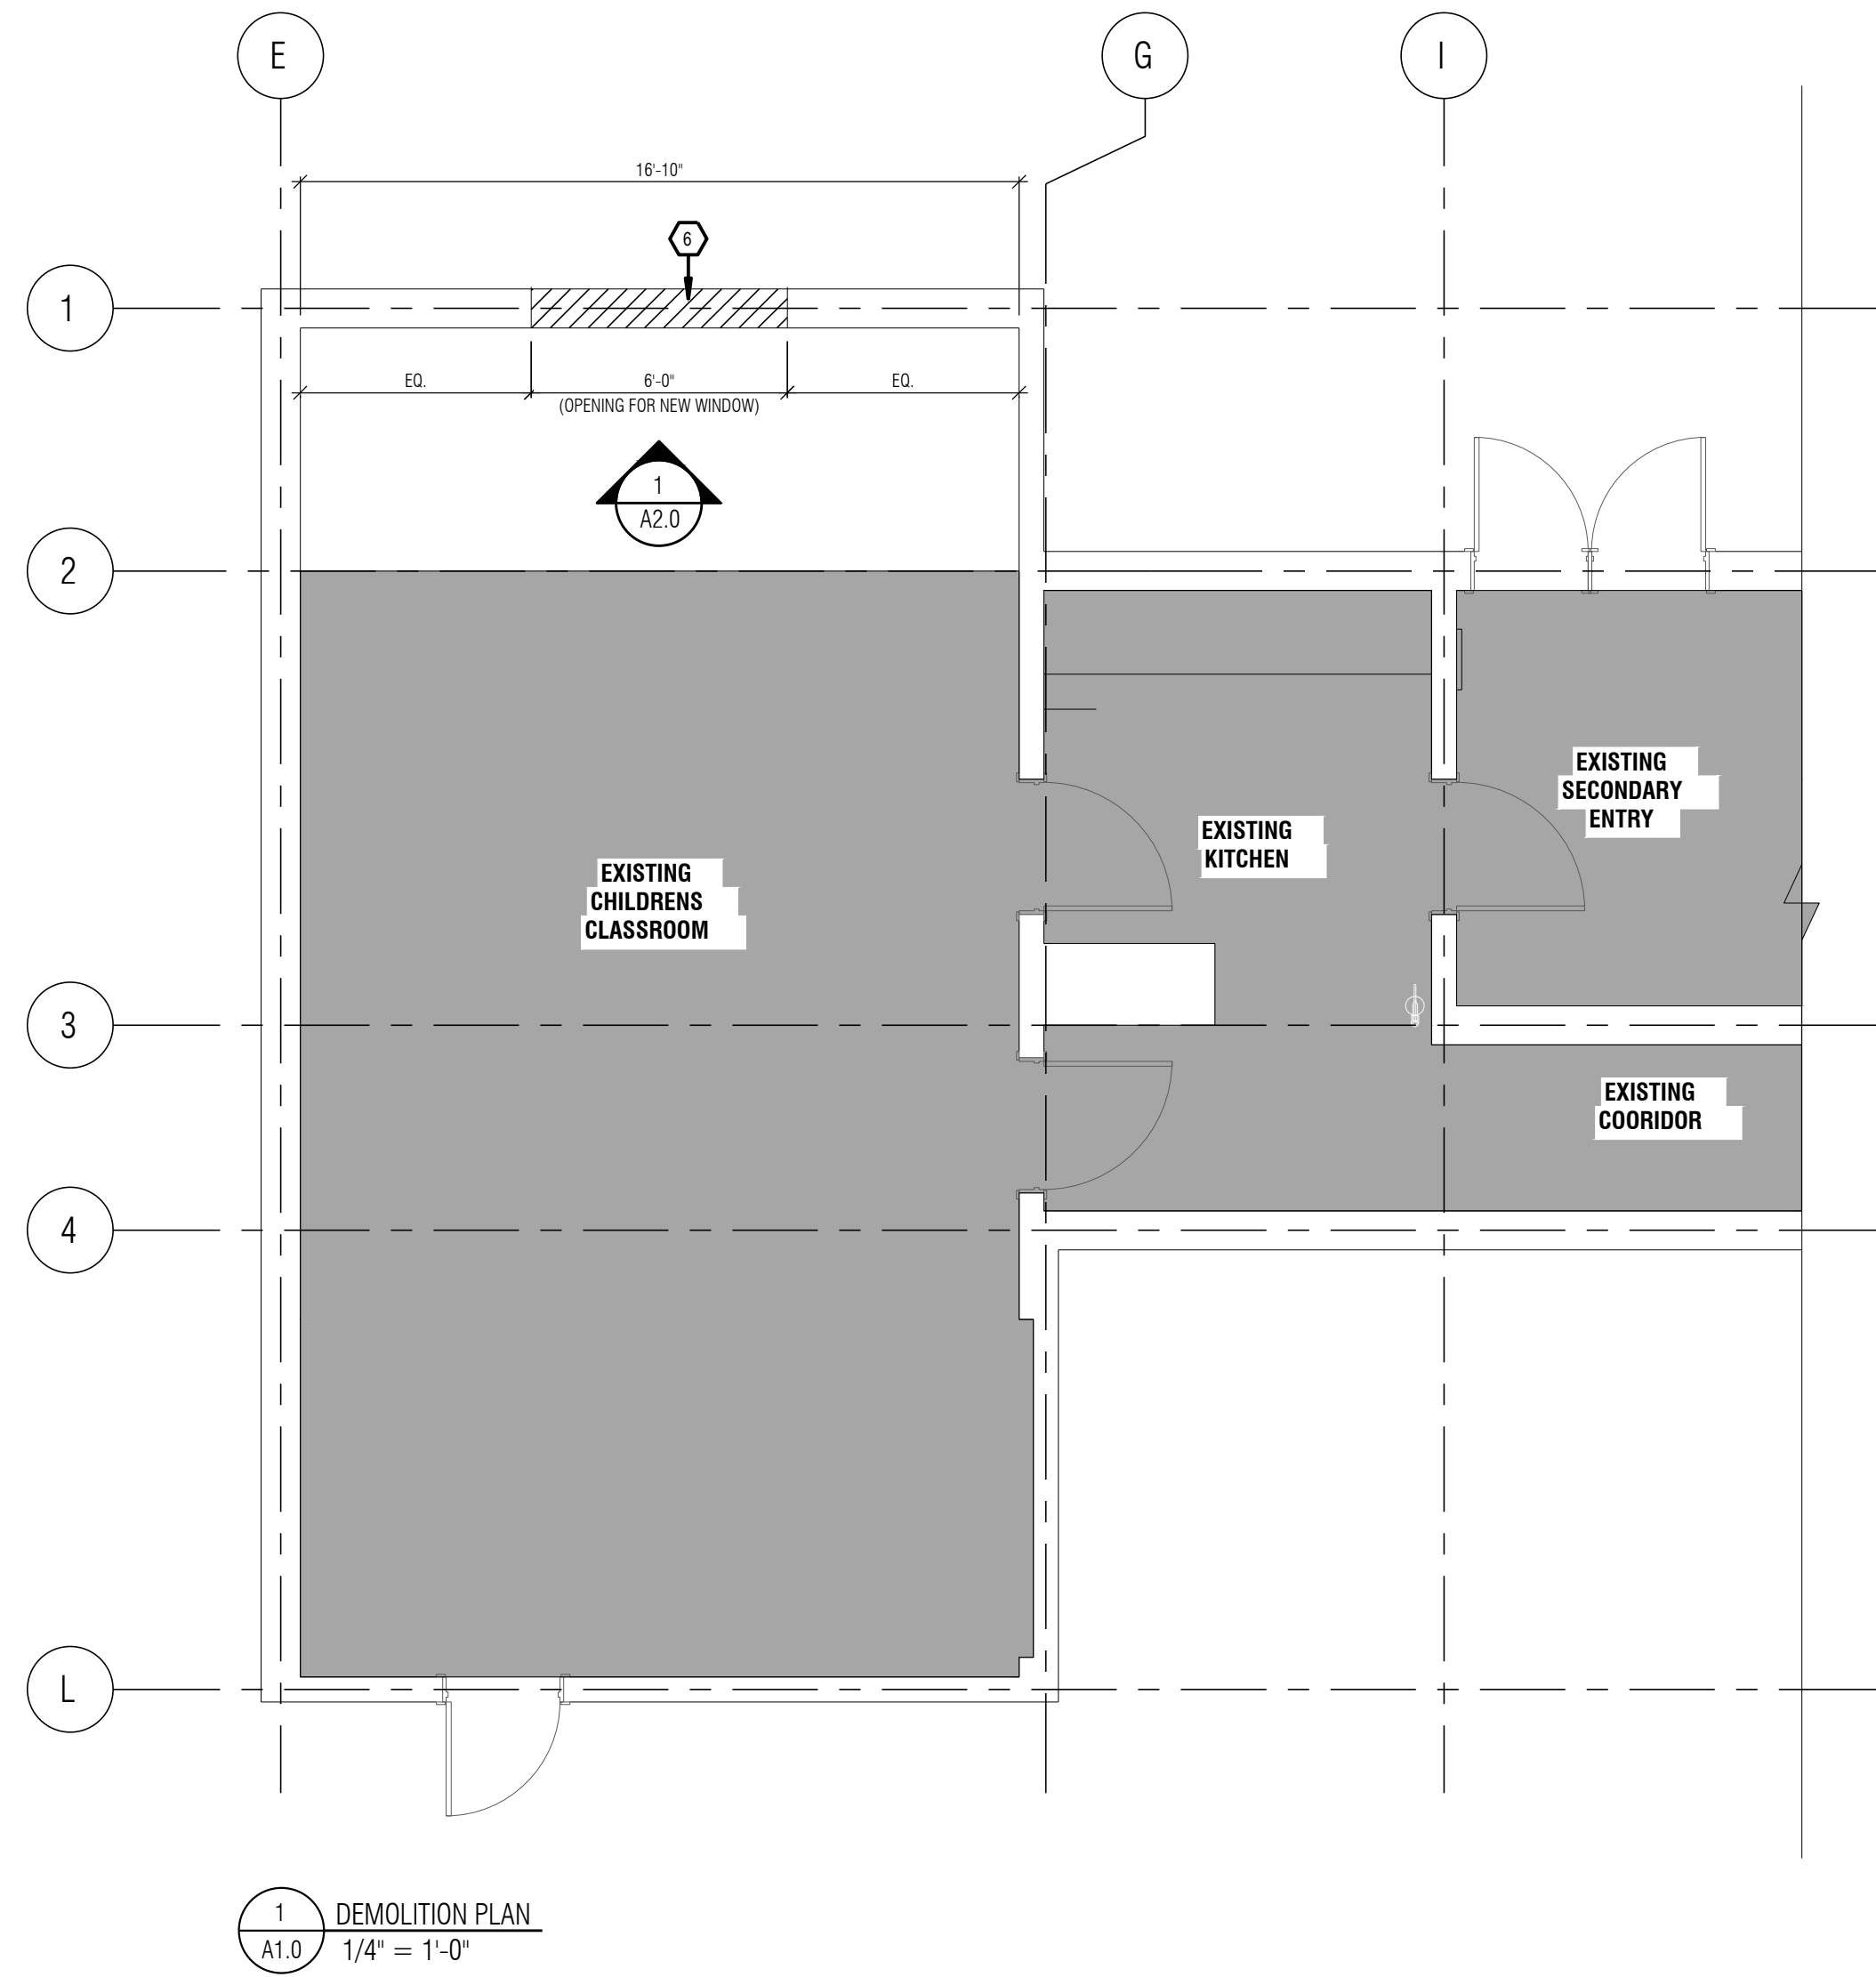 E
G
I
16'-10"
6
1
EQ.
6'-0"
EQ.
(OPENING FOR NEW WINDOW)
1
A2.0
2
EXISTING
SECONDARY
ENTRY
EXISTING
KITCHEN
EXISTING
CHILDRENS
CLASSROOM
3
EXISTING
COORIDOR
4
L
1
A1.0
DEMOLITION PLAN
1/4" = 1'-0"